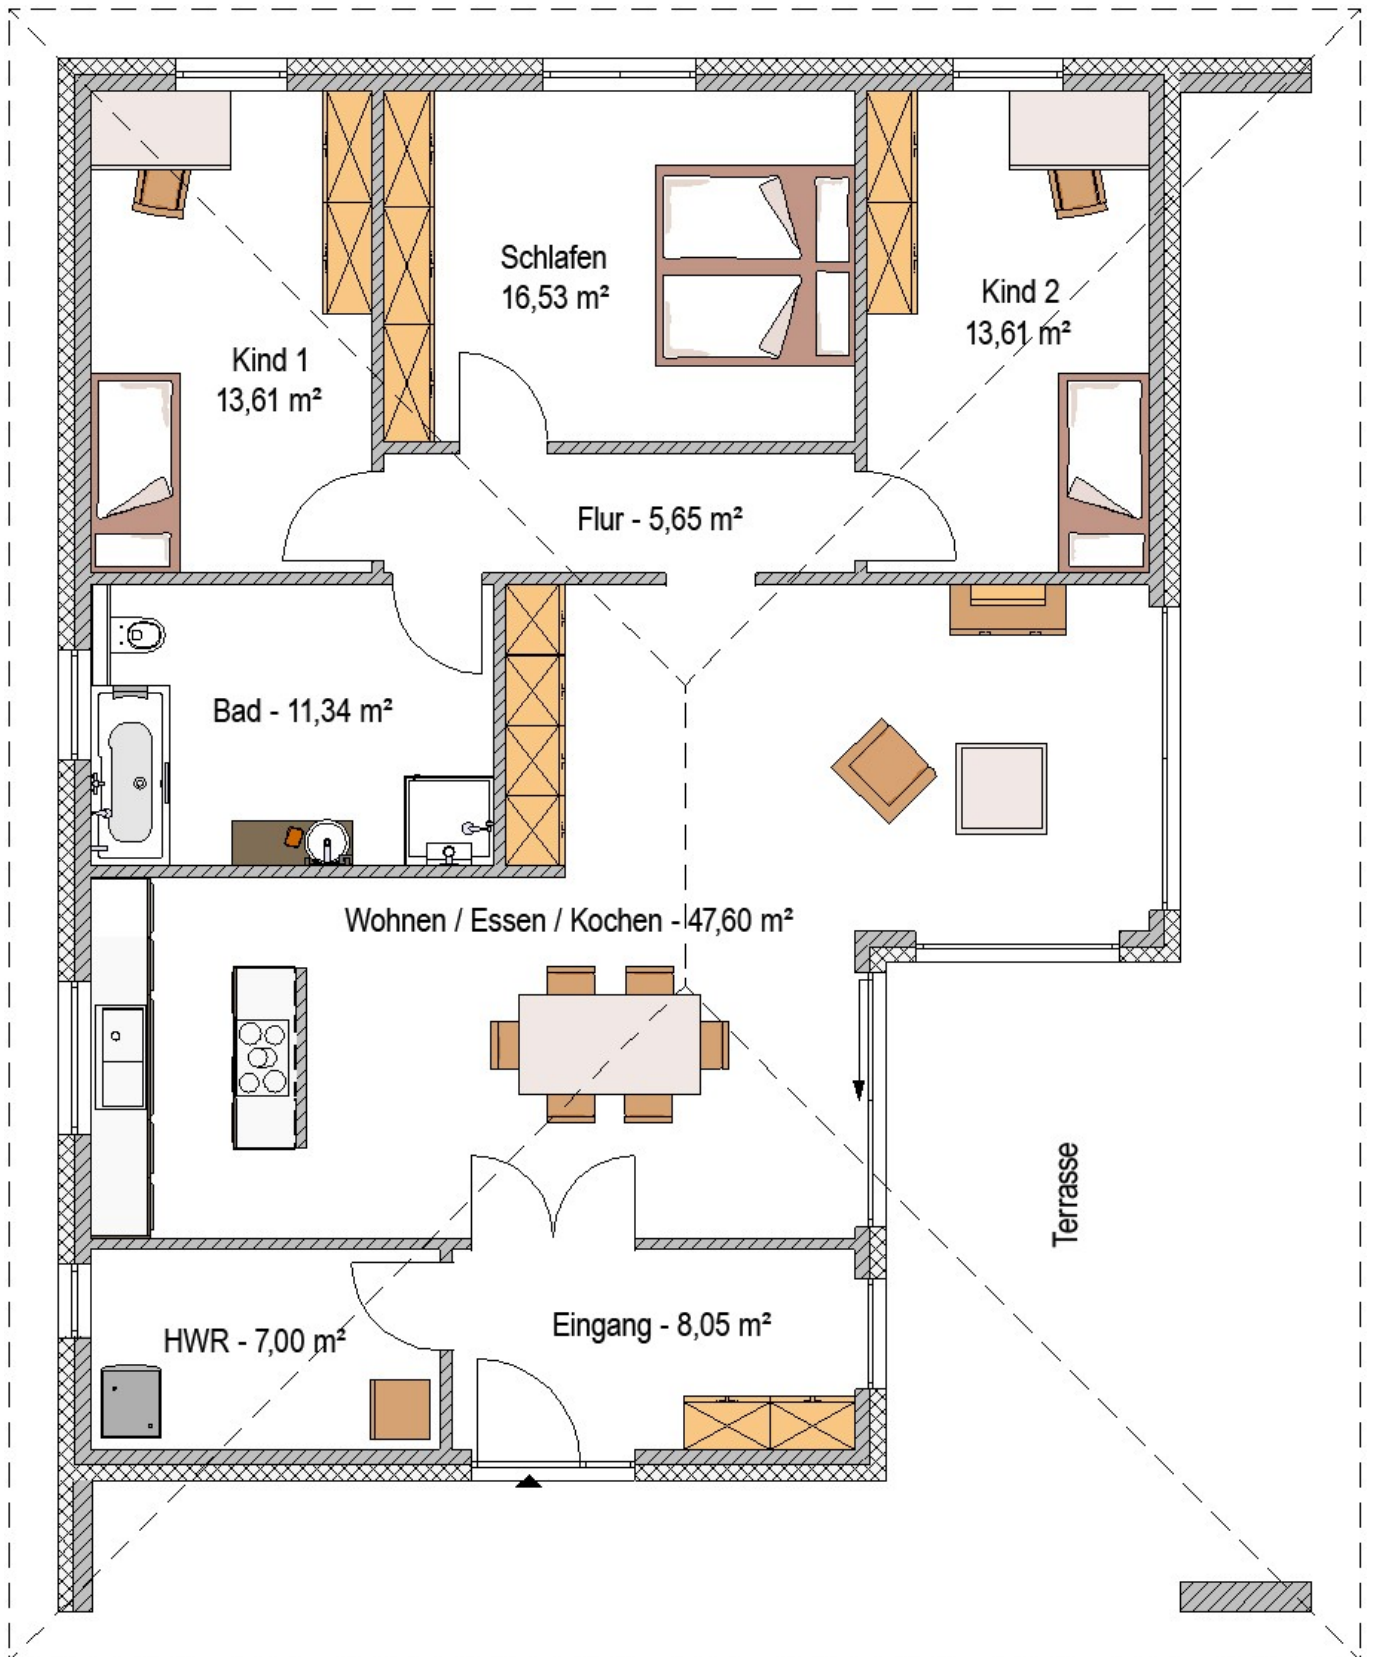 Schlafen
16,53 m²
Kind 2
13,61 m²
Kind 1
13,61 m²
Flur - 5,65 m²
Bad - 11,34 m²
Wohnen / Essen / Kochen - 47,60 m²
Terrasse
HWR - 7,00 m²
Eingang - 8,05 m²